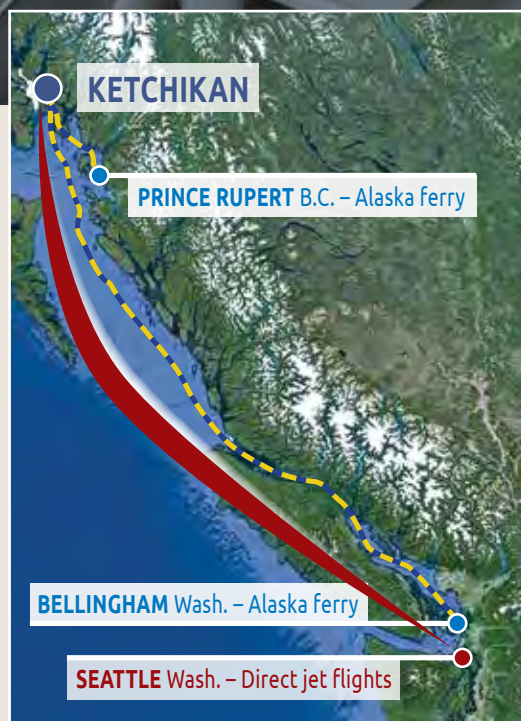 KETCHIKAN
PRINCE RUPERT B.C. – Alaska ferry
BELLINGHAM Wash. – Alaska ferry
SEATTLE Wash. – Direct jet flights